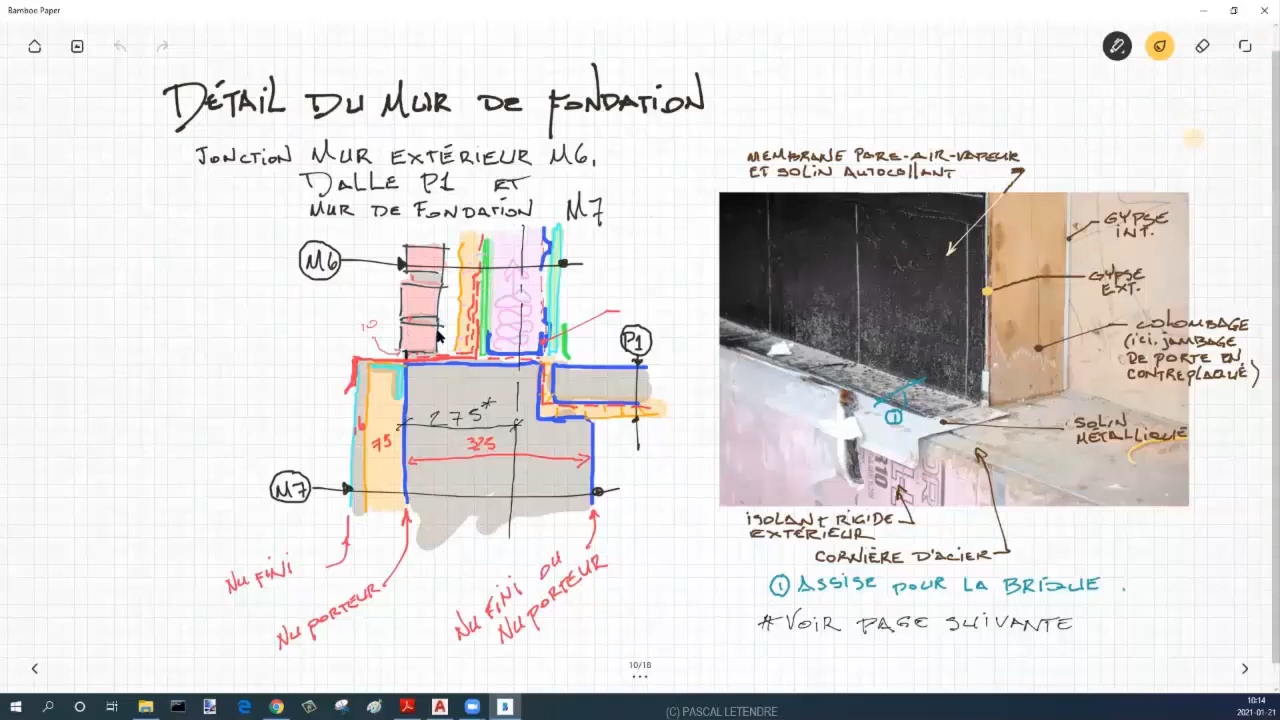 Bamboo Paper
DÉTAIL DU MUR DE FONDATION
JONCTION MUR EXTÉRIEUR M6,
DALLE P1 ET
MUR DE FONDATION M7
MEMBRANE PARE-AIR-VAPEUR
ET SOLIN AUTOCOLLANT
GYPSE
INT.
GYPSE
EXT.
COLOMBAGE
(ICI, JAMBAGE
DE PORTE EN
CONTREPLAQUÉ)
SOLIN
MÉTALLIQUE
M6
10
P1
275*
75
325
M7
NU FINI
NU PORTEUR
NU FINI OU
NU PORTEUR
1
ISOLANT RIGIDE
EXTÉRIEUR
CORNIÈRE D'ACIER
1 ASSISE POUR LA BRIQUE.
*VOIR PAGE SUIVANTE
10/18
10:14
2021-01-21
(C) PASCAL LETENDRE